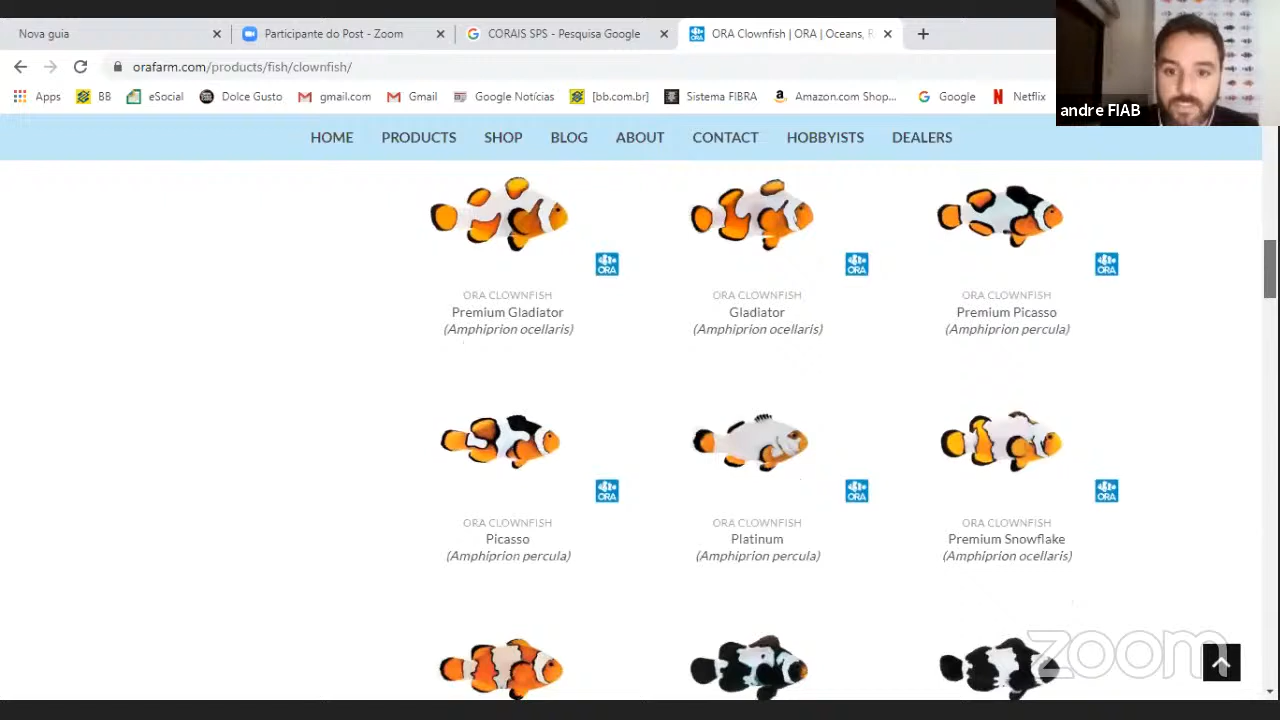 Nova guia
Participante do Post - Zoom
CORAIS SPS - Pesquisa Google
ORA Clownfish | ORA | Oceans, R
orafarm.com/products/fish/clownfish/
Apps
BB
eSocial
Dolce Gusto
gmail.com
Gmail
Google Notícias
[bb.com.br]
Sistema FIBRA
Amazon.com Shop...
Google
Netflix
andre FIAB
HOME
PRODUCTS
SHOP
BLOG
ABOUT
CONTACT
HOBBYISTS
DEALERS
ORA
ORA
ORA
ORA CLOWNFISH
Premium Gladiator
(Amphiprion ocellaris)
ORA CLOWNFISH
Gladiator
(Amphiprion ocellaris)
ORA CLOWNFISH
Premium Picasso
(Amphiprion percula)
ORA
ORA
ORA
ORA CLOWNFISH
Picasso
(Amphiprion percula)
ORA CLOWNFISH
Platinum
(Amphiprion percula)
ORA CLOWNFISH
Premium Snowflake
(Amphiprion ocellaris)
zoom